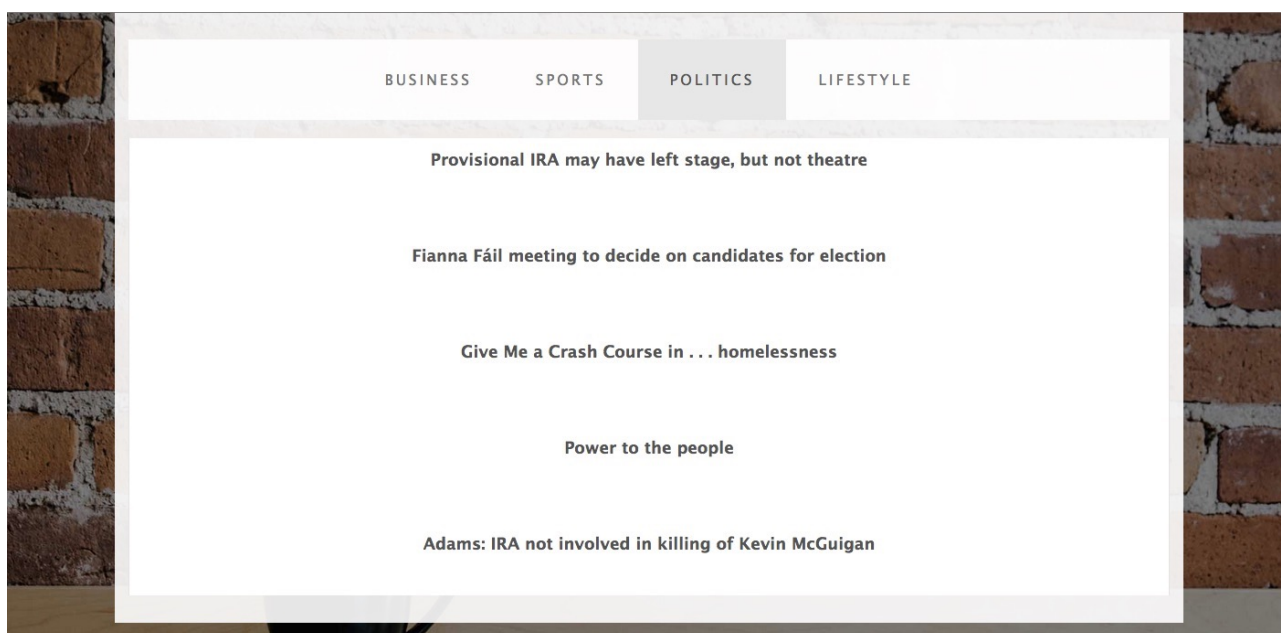 BUSINESS SPORTS POLITICS LIFESTYLE
Provisional IRA may have left stage, but not theatre
Fianna Fáil meeting to decide on candidates for election
Give Me a Crash Course in . . . homelessness
Power to the people
Adams: IRA not involved in killing of Kevin McGuigan